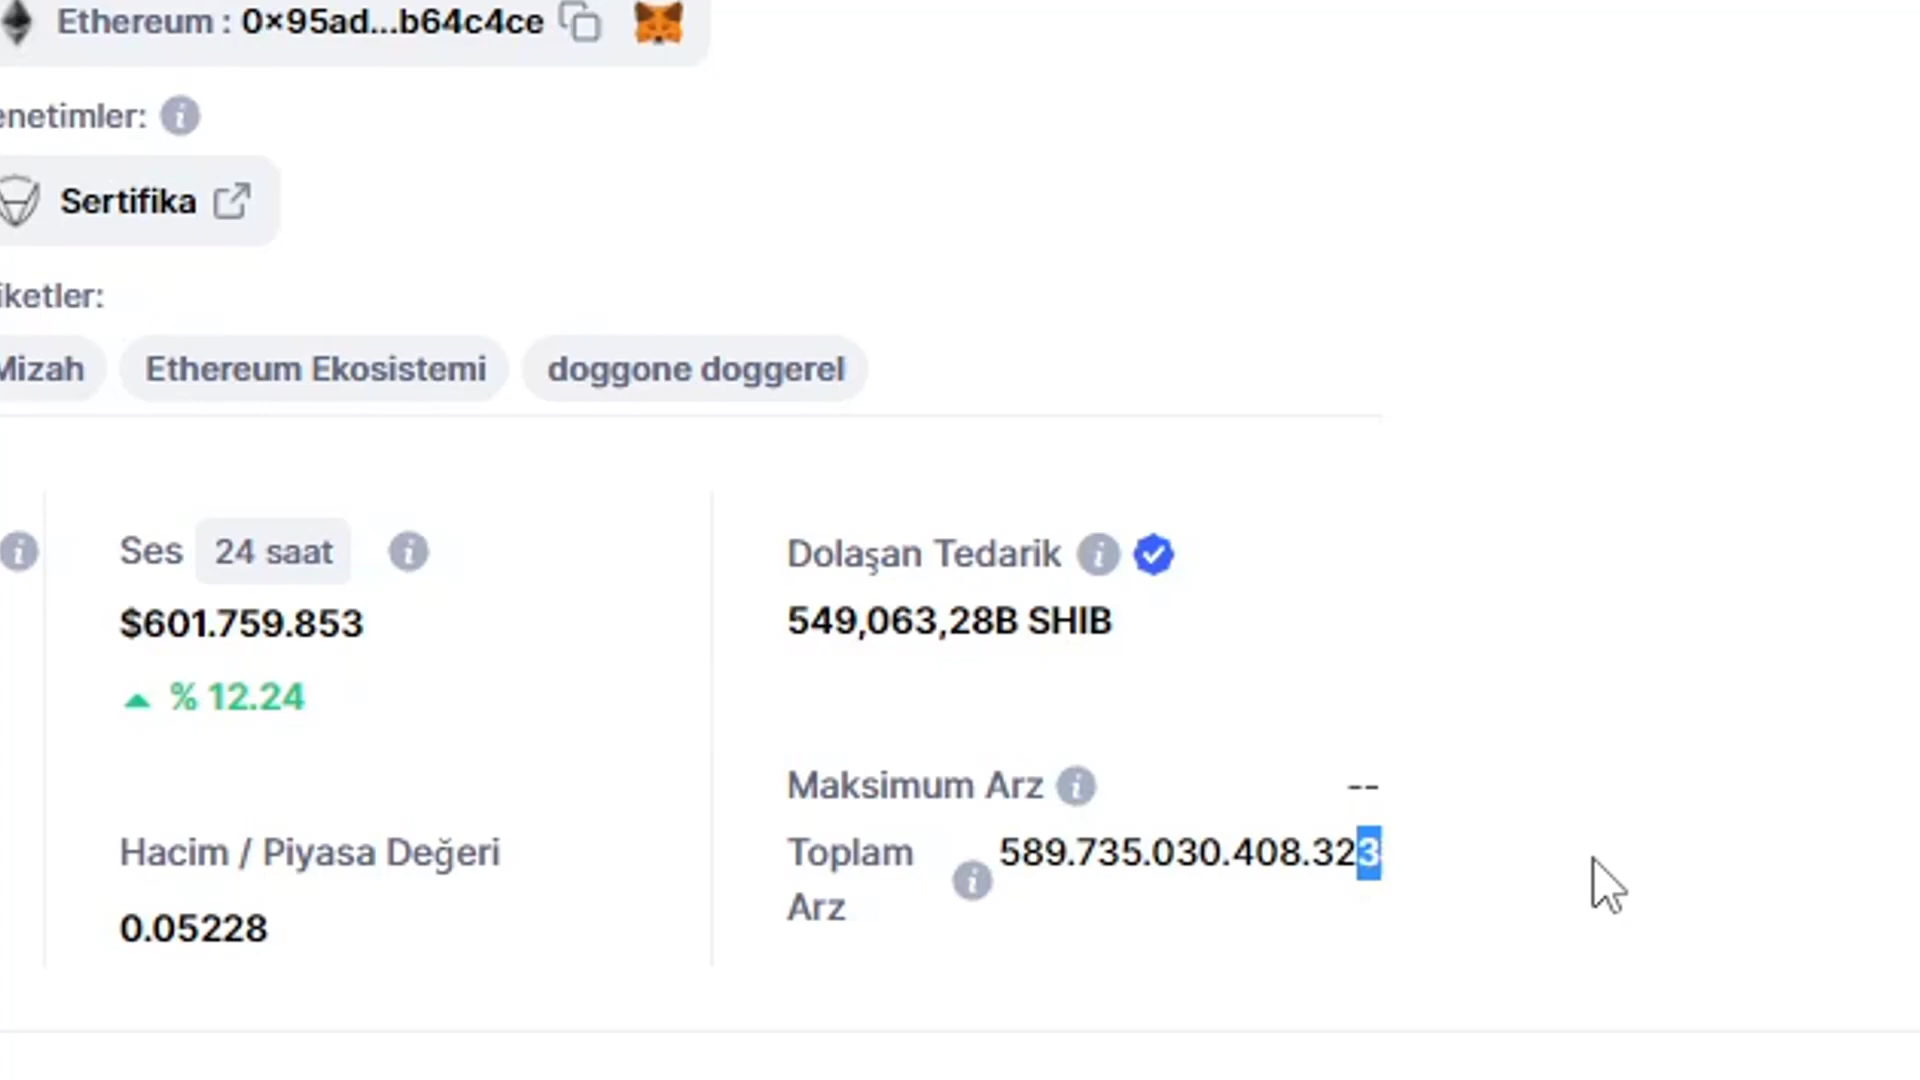 Ethereum : 0×95ad...b64c4ce
enetimler:
Sertifika
iketler:
Mizah Ethereum Ekosistemi doggone doggerel
Ses 24 saat
$601.759.853
% 12.24
Hacim / Piyasa Değeri
0.05228
Dolaşan Tedarik
549,063,28B SHIB
Maksimum Arz --
Toplam Arz 589.735.030.408.323